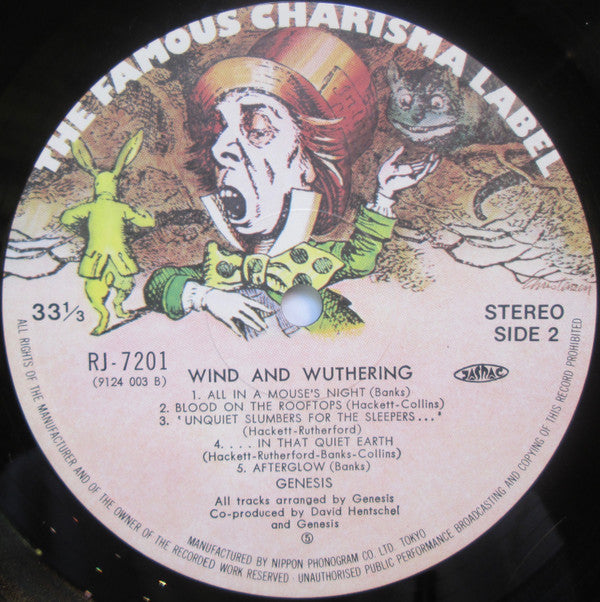 THE FAMOUS CHARISMA LABEL
Christensen
33⅓
STEREO
SIDE 2
RJ-7201
(9124 003 B)
WIND AND WUTHERING
JASRAC
1. ALL IN A MOUSE'S NIGHT (Banks)
2. BLOOD ON THE ROOFTOPS (Hackett-Collins)
3. 'UNQUIET SLUMBERS FOR THE SLEEPERS..."
(Hackett-Rutherford)
4. ... . IN THAT QUIET EARTH
(Hackett-Rutherford-Banks-Collins)
5. AFTERGLOW (Banks)
GENESIS
All tracks arranged by Genesis
Co-produced by David Hentschel
and Genesis
⑤
ALL RIGHTS OF THE MANUFACTURER AND OF THE OWNER OF THE RECORDED WORK RESERVED · UNAUTHORISED PUBLIC PERFORMANCE BROADCASTING AND COPYING OF THIS RECORD PROHIBITED
MANUFACTURED BY NIPPON PHONOGRAM CO. LTD. TOKYO